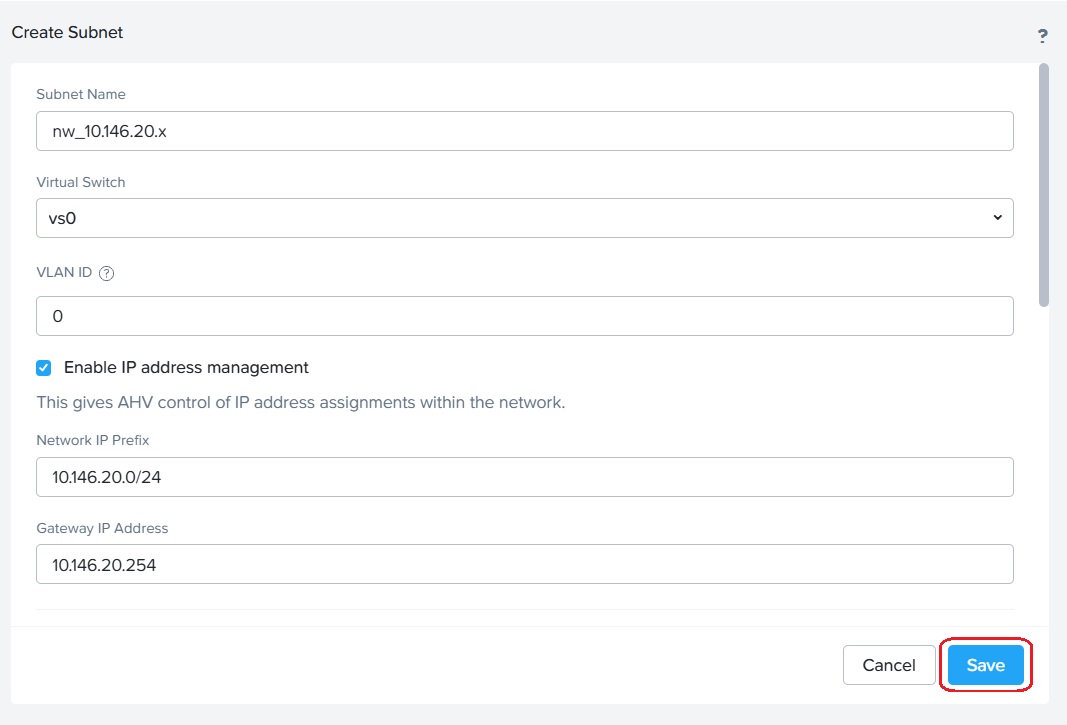 Create Subnet
?
Subnet Name
nw_10.146.20.x
Virtual Switch
vs0
VLAN ID ?
0
Enable IP address management
This gives AHV control of IP address assignments within the network.
Network IP Prefix
10.146.20.0/24
Gateway IP Address
10.146.20.254
Cancel Save